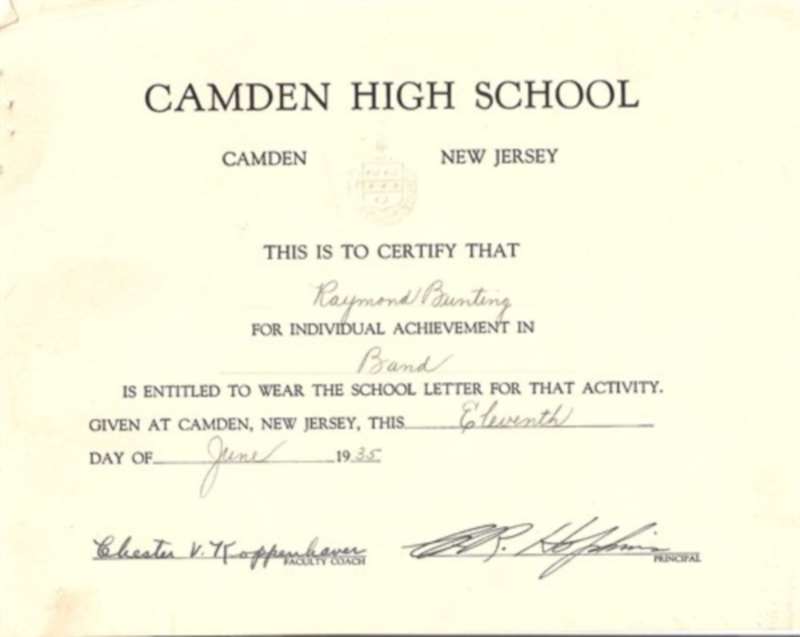 CAMDEN HIGH SCHOOL
CAMDEN NEW JERSEY
THIS IS TO CERTIFY THAT
Raymond Bunting
FOR INDIVIDUAL ACHIEVEMENT IN
Band
IS ENTITLED TO WEAR THE SCHOOL LETTER FOR THAT ACTIVITY.
GIVEN AT CAMDEN, NEW JERSEY, THIS Eleventh
DAY OF June 1935
Chester V. Koppenhaver Hopkins
FACULTY COACH PRINCIPAL